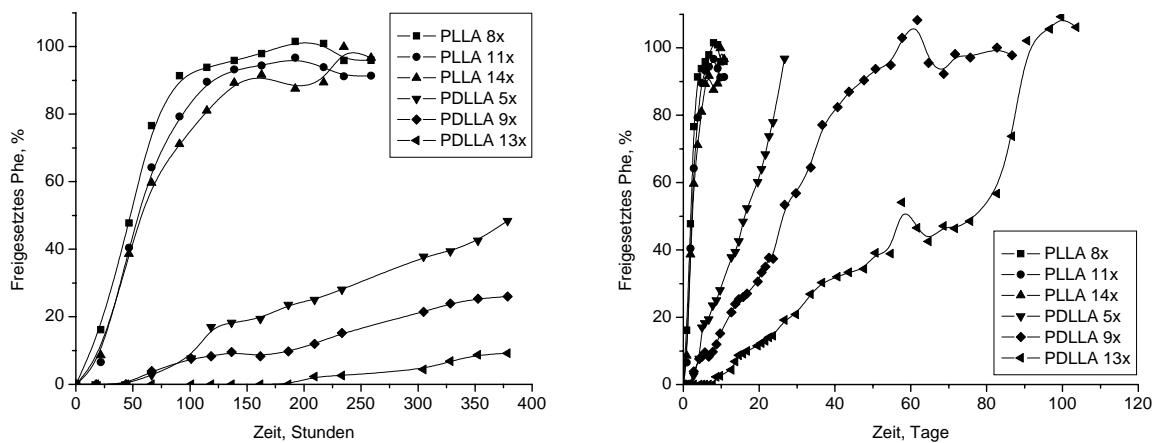 100
80
60
40
20
0
Freigesetztes Phe, %
0 50 100 150 200 250 300 350 400
Zeit, Stunden
PLLA 8x
PLLA 11x
PLLA 14x
PDLLA 5x
PDLLA 9x
PDLLA 13x
100
80
60
40
20
0
Freigesetztes Phe, %
0 20 40 60 80 100 120
Zeit, Tage
PLLA 8x
PLLA 11x
PLLA 14x
PDLLA 5x
PDLLA 9x
PDLLA 13x